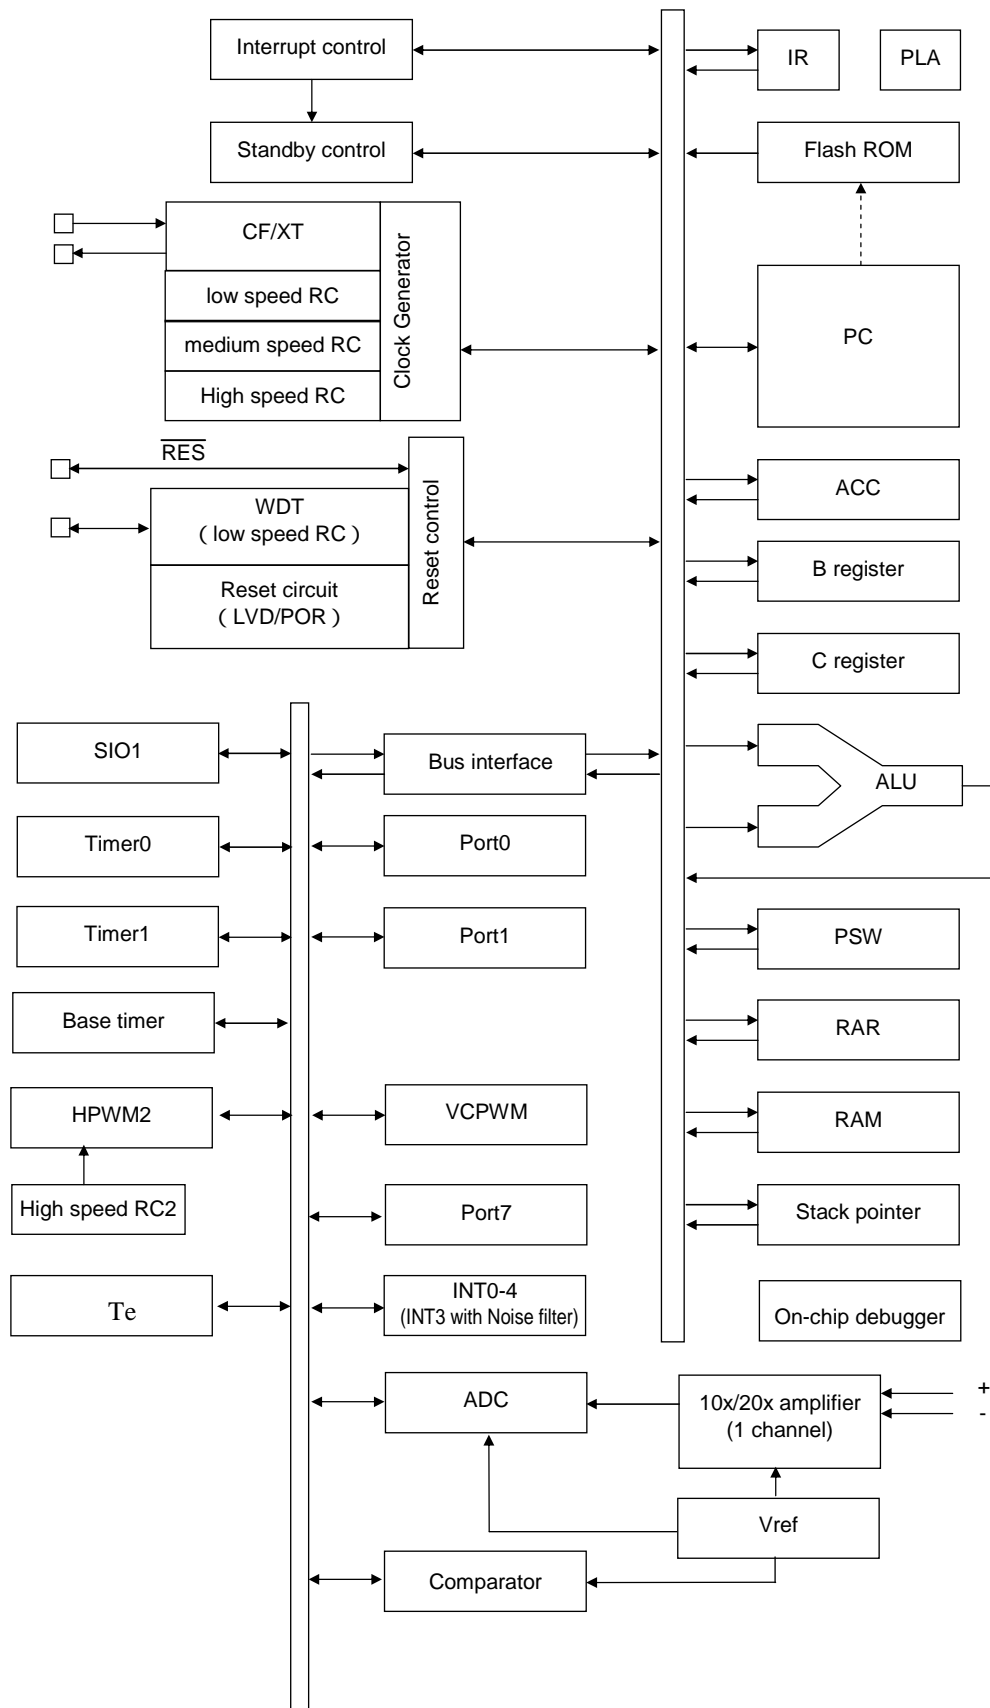 Interrupt control
IR
PLA
Standby control
Flash ROM
CF/XT
low speed RC
medium speed RC
High speed RC
Clock Generator
PC
RES
WDT
( low speed RC )
Reset circuit
( LVD/POR )
Reset control
ACC
B register
C register
SIO1
Bus interface
ALU
Timer0
Port0
Timer1
Port1
PSW
Base timer
RAR
HPWM2
VCPWM
RAM
High speed RC2
Port7
Stack pointer
Te
INT0-4
(INT3 with Noise filter)
On-chip debugger
ADC
10x/20x amplifier
(1 channel)
+
-
Vref
Comparator